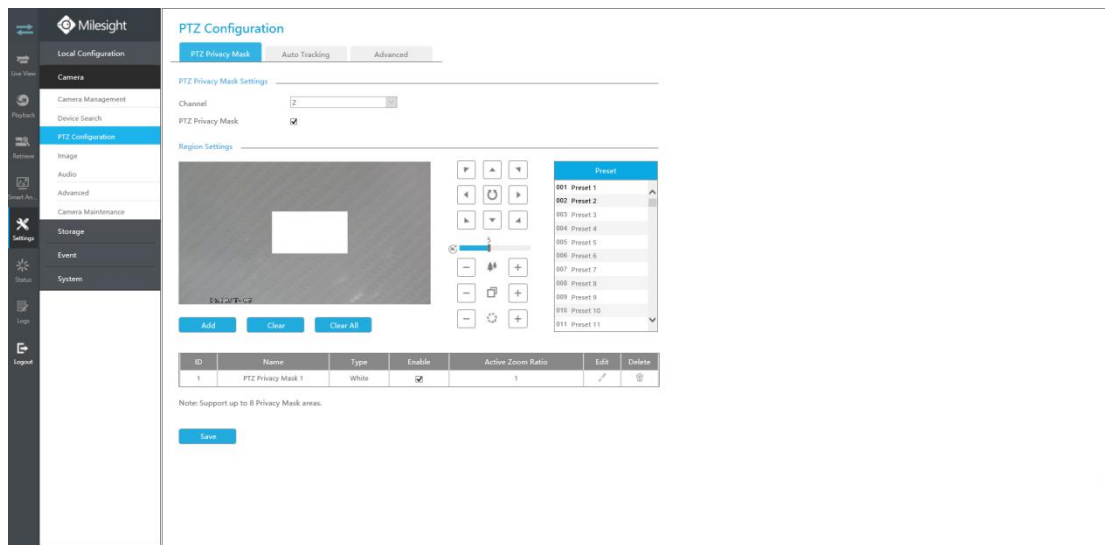 Milesight
Local Configuration
Camera
Camera Management
Device Search
PTZ Configuration
Image
Audio
Advanced
Camera Maintenance
Storage
Event
System
Live View
Playback
Retrieve
Smart An...
Settings
Status
Logs
Logout
PTZ Configuration
PTZ Privacy Mask Auto Tracking Advanced
PTZ Privacy Mask Settings
Channel 2
PTZ Privacy Mask
Region Settings
5
Preset
001 Preset 1
002 Preset 2
003 Preset 3
004 Preset 4
005 Preset 5
006 Preset 6
007 Preset 7
008 Preset 8
009 Preset 9
010 Preset 10
011 Preset 11
Add Clear Clear All
ID Name Type Enable Active Zoom Ratio Edit Delete
1 PTZ Privacy Mask 1 White 1
Note: Support up to 8 Privacy Mask areas.
Save